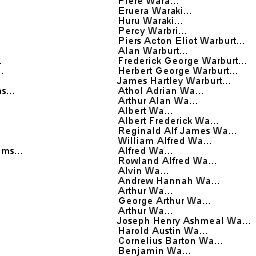 .
..
s...
ms...
Wara...
Eruera Waraki...
Huru Waraki...
Percy Warbri...
Piers Acton Eliot Warburt...
Alan Warburt...
Frederick George Warburt...
Herbert George Warburt...
James Hartley Warburt...
Athol Adrian Wa...
Arthur Alan Wa...
Albert Wa...
Albert Frederick Wa...
Reginald Alf James Wa...
William Alfred Wa...
Alfred Wa...
Rowland Alfred Wa...
Alvin Wa...
Andrew Hannah Wa...
Arthur Wa...
George Arthur Wa...
Arthur Wa...
Joseph Henry Ashmeal Wa...
Harold Austin Wa...
Cornelius Barton Wa...
Benjamin Wa...